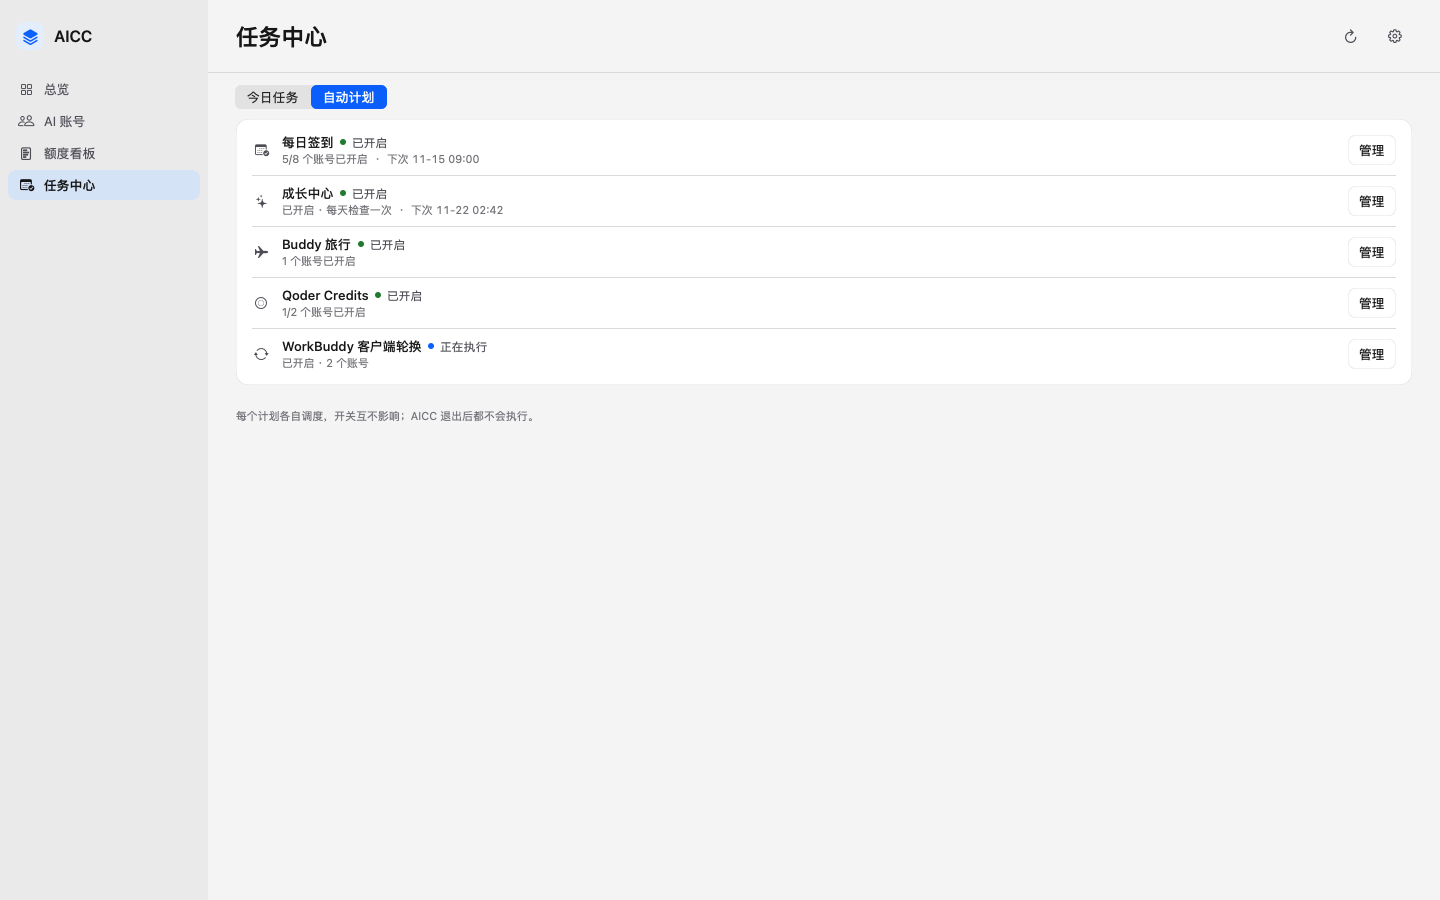 AICC
总览
AI 账号
额度看板
任务中心
任务中心
今日任务
自动计划
每日签到 已开启
5/8 个账号已开启 · 下次 11-15 09:00
管理
成长中心 已开启
已开启 · 每天检查一次 · 下次 11-22 02:42
管理
Buddy 旅行 已开启
1 个账号已开启
管理
Qoder Credits 已开启
1/2 个账号已开启
管理
WorkBuddy 客户端轮换 正在执行
已开启 · 2 个账号
管理
每个计划各自调度，开关互不影响；AICC 退出后都不会执行。